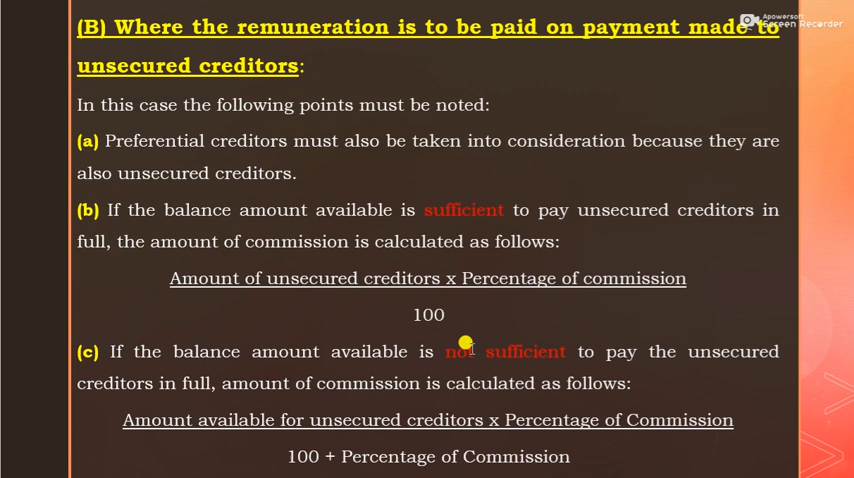 Apowersoft
Screen Recorder
(B) Where the remuneration is to be paid on payment made to
unsecured creditors:
In this case the following points must be noted:
(a) Preferential creditors must also be taken into consideration because they are
also unsecured creditors.
(b) If the balance amount available is sufficient to pay unsecured creditors in
full, the amount of commission is calculated as follows:
Amount of unsecured creditors x Percentage of commission
100
(c) If the balance amount available is not sufficient to pay the unsecured
creditors in full, amount of commission is calculated as follows:
Amount available for unsecured creditors x Percentage of Commission
100 + Percentage of Commission